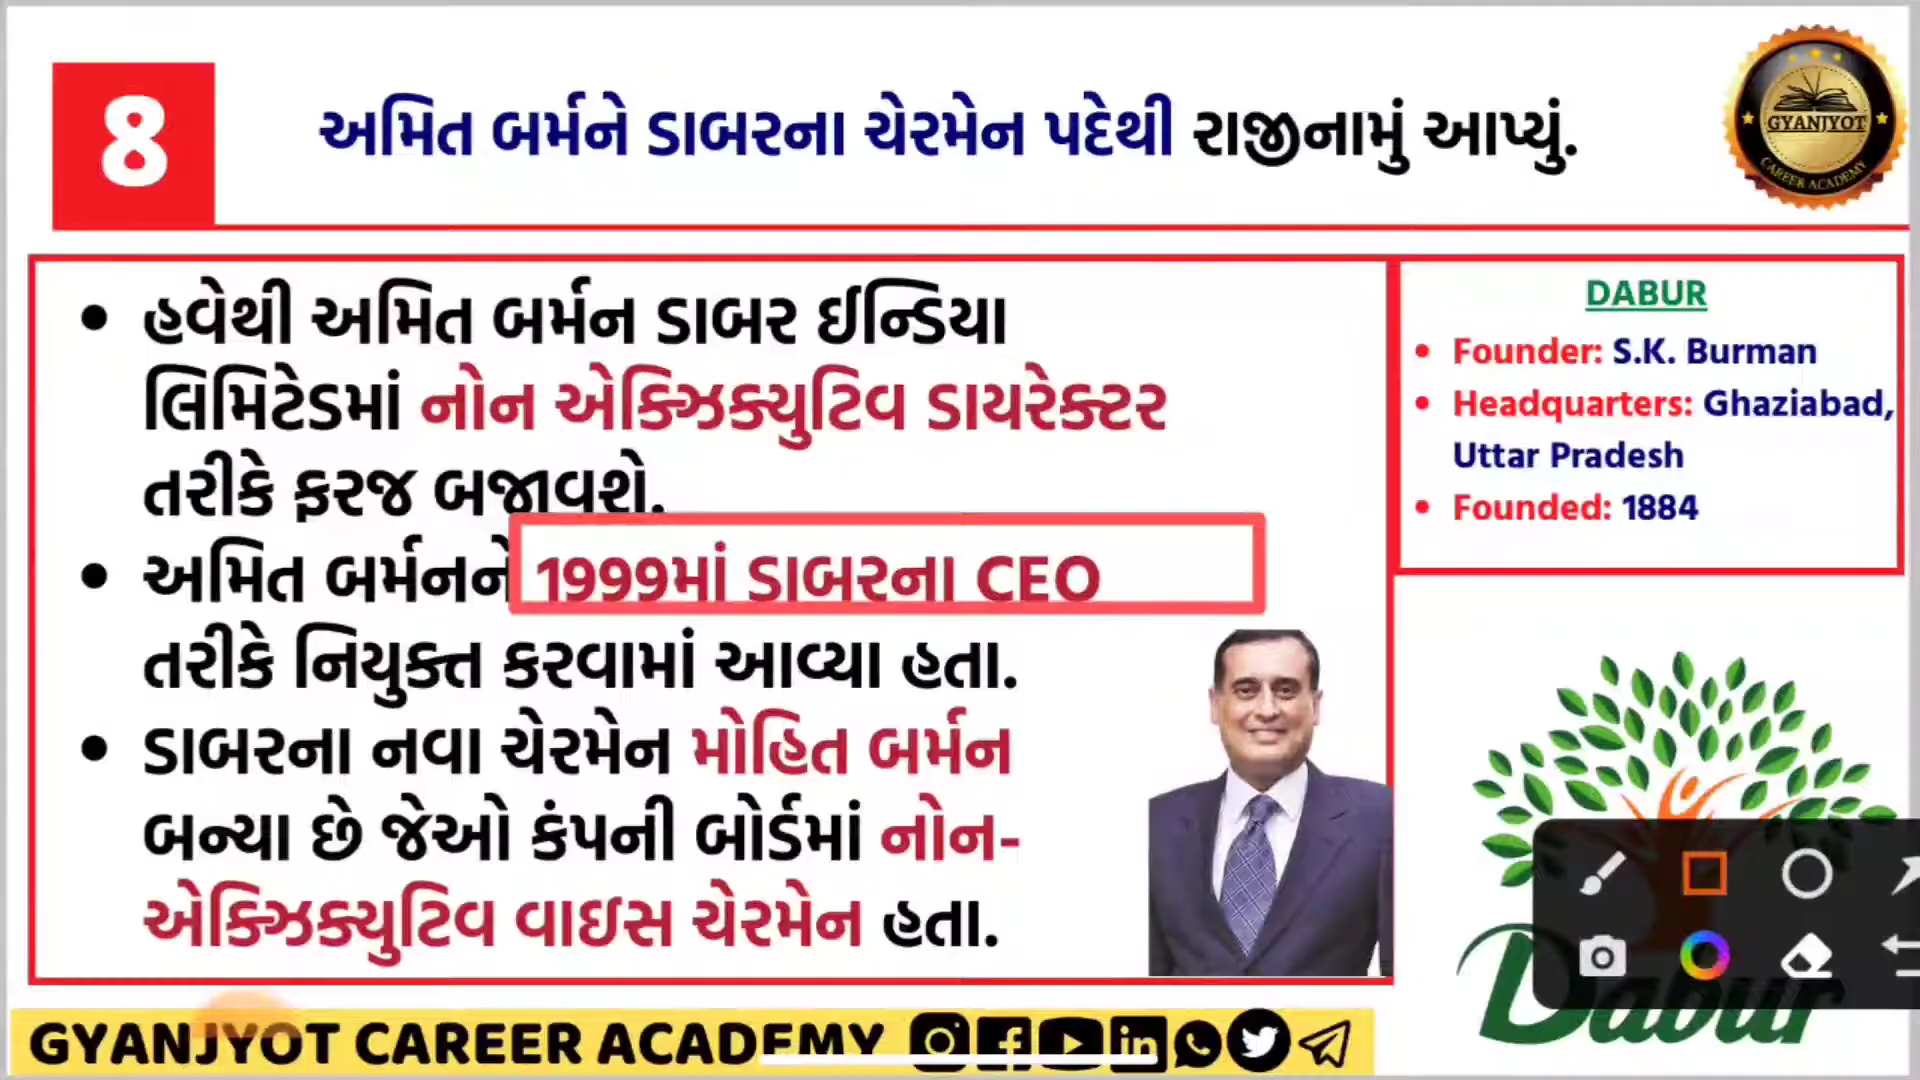 8
અમિત બર્મને ડાબરના ચેરમેન પદેથી રાજીનામું આપ્યું.
GYANJYOT
CAREER ACADEMY
• હવેથી અમિત બર્મન ડાબર ઈન્ડિયા
લિમિટેડમાં નોન એક્ઝિક્યુટિવ ડાયરેક્ટર
તરીકે ફરજ બજાવશે.
• અમિત બર્મનને 1999માં ડાબરના CEO
તરીકે નિયુક્ત કરવામાં આવ્યા હતા.
• ડાબરના નવા ચેરમેન મોહિત બર્મન
બન્યા છે જેઓ કંપની બોર્ડમાં નોન-
એક્ઝિક્યુટિવ વાઇસ ચેરમેન હતા.
DABUR
• Founder: S.K. Burman
• Headquarters: Ghaziabad,
Uttar Pradesh
• Founded: 1884
Dabur
GYANJYOT CAREER ACADEMY